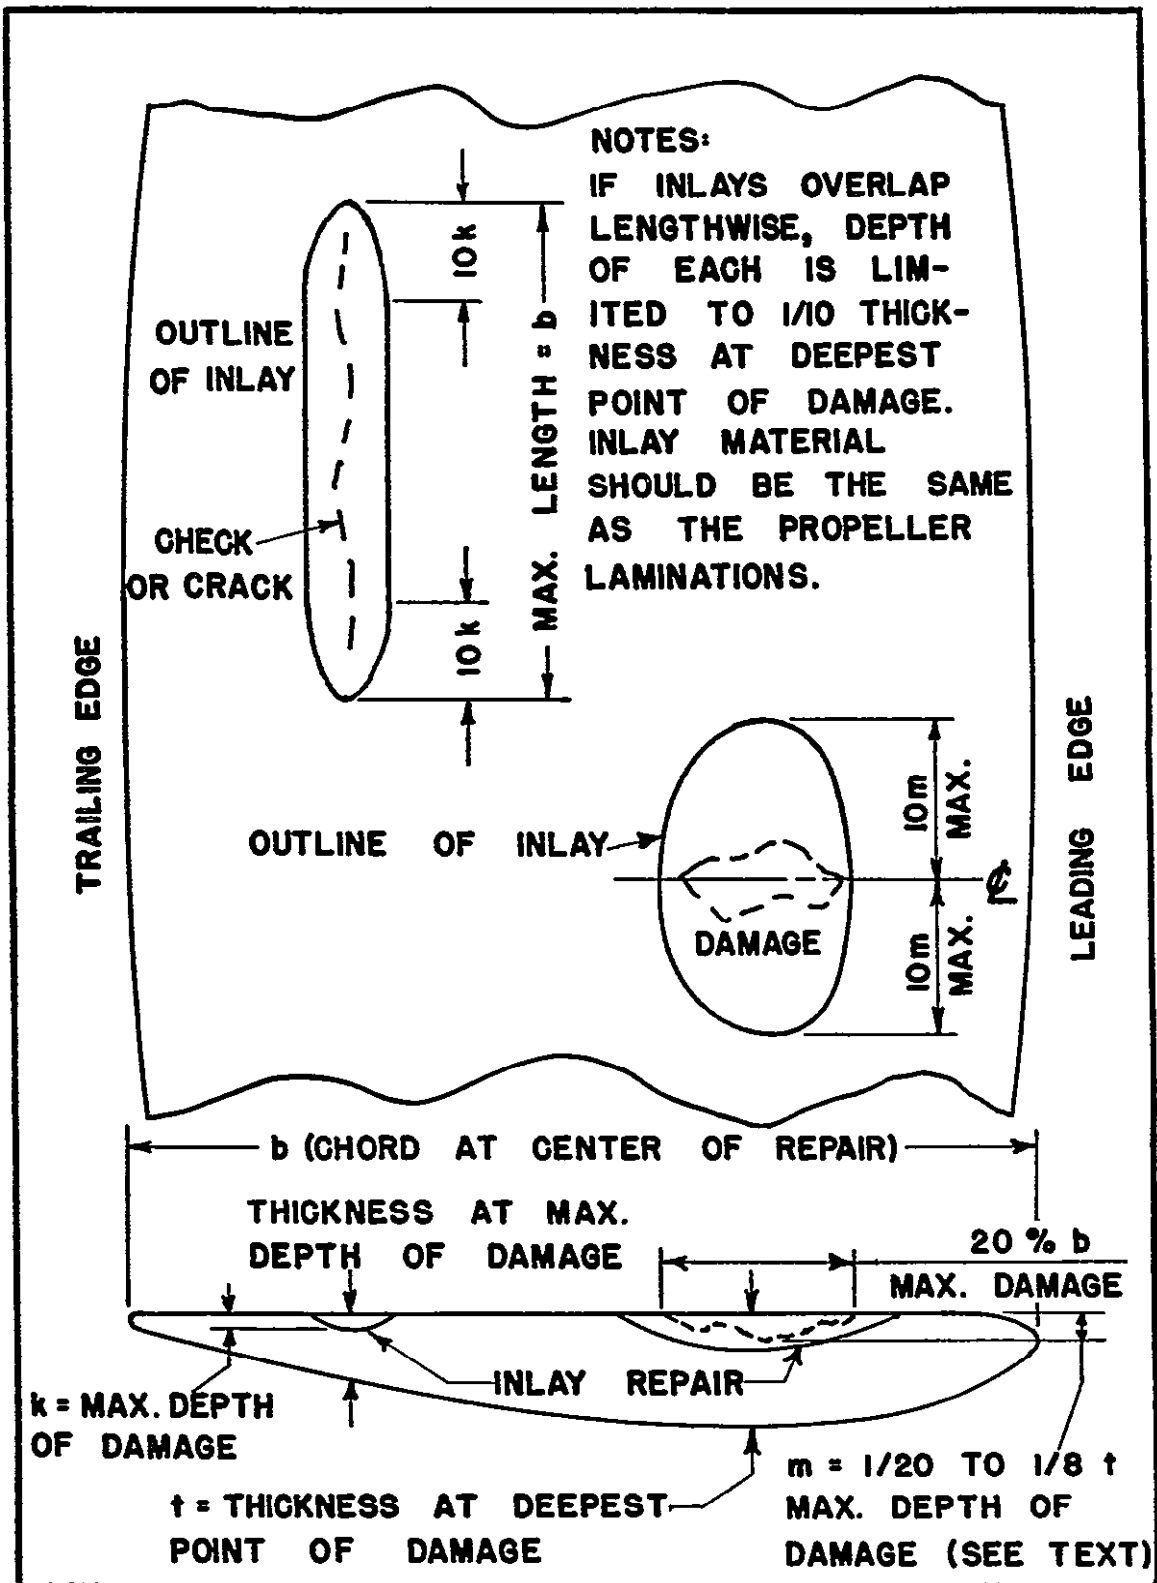 NOTES:
IF INLAYS OVERLAP
LENGTHWISE, DEPTH
OF EACH IS LIM-
ITED TO 1/10 THICK-
NESS AT DEEPEST
POINT OF DAMAGE.
INLAY MATERIAL
SHOULD BE THE SAME
AS THE PROPELLER
LAMINATIONS.
10k
MAX. LENGTH = b
OUTLINE
OF INLAY
CHECK
OR CRACK
10k
TRAILING EDGE
LEADING EDGE
OUTLINE OF INLAY
DAMAGE
10m
MAX.
℄
10m
MAX.
b (CHORD AT CENTER OF REPAIR)
THICKNESS AT MAX.
DEPTH OF DAMAGE
20 % b
MAX. DAMAGE
INLAY REPAIR
k = MAX. DEPTH
OF DAMAGE
t = THICKNESS AT DEEPEST
POINT OF DAMAGE
m = 1/20 TO 1/8 t
MAX. DEPTH OF
DAMAGE (SEE TEXT)